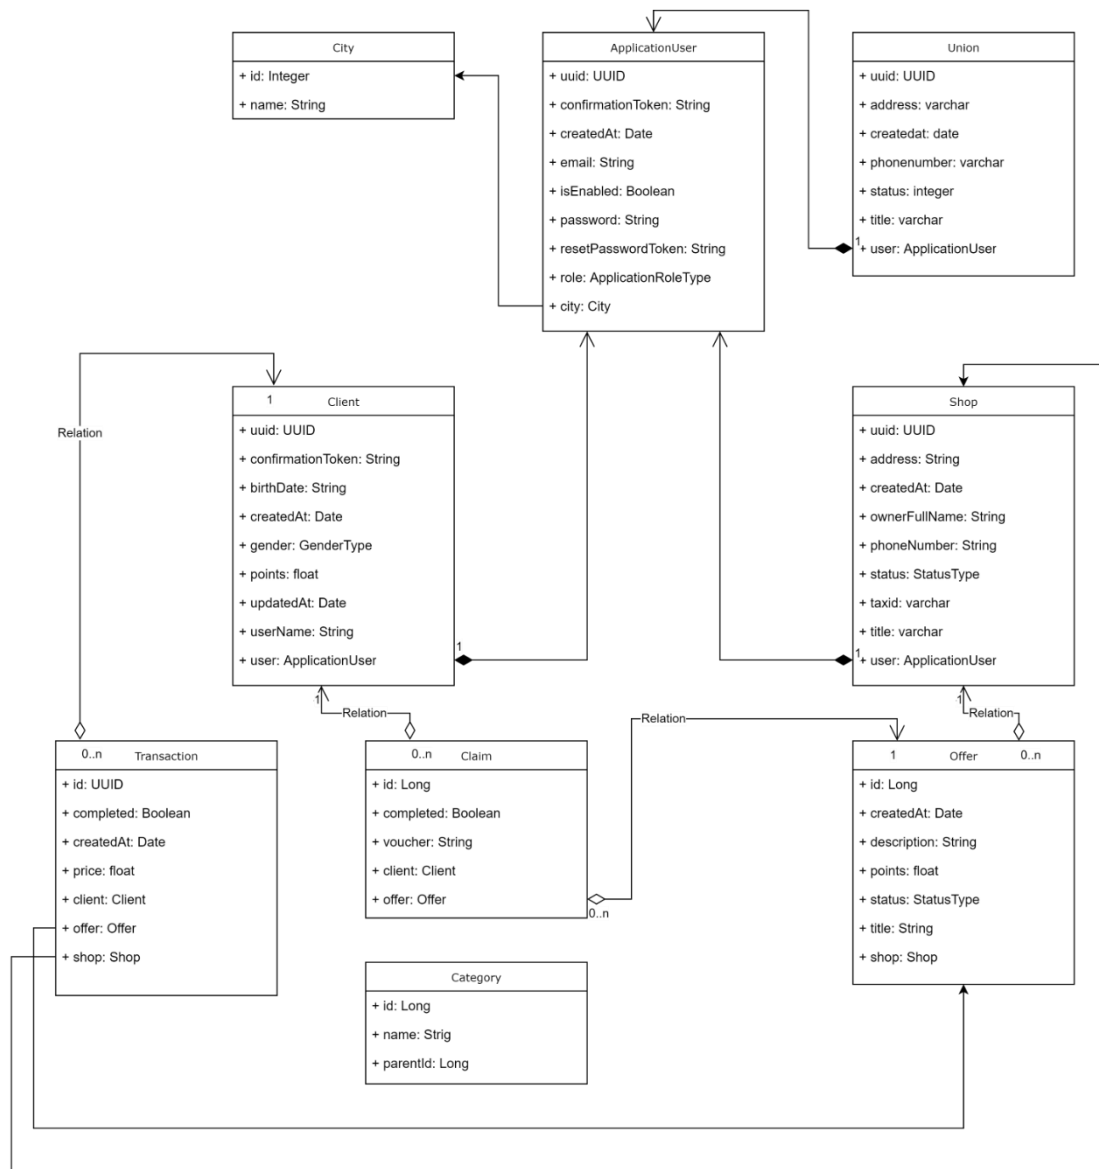 City
+ id: Integer
+ name: String
ApplicationUser
+ uuid: UUID
+ confirmationToken: String
+ createdAt: Date
+ email: String
+ isEnabled: Boolean
+ password: String
+ resetPasswordToken: String
+ role: ApplicationRoleType
+ city: City
Union
+ uuid: UUID
+ address: varchar
+ createdat: date
+ phonenumber: varchar
+ status: integer
+ title: varchar
1
+ user: ApplicationUser
Relation
1
Client
+ uuid: UUID
+ confirmationToken: String
+ birthDate: String
+ createdAt: Date
+ gender: GenderType
+ points: float
+ updatedAt: Date
+ userName: String
+ user: ApplicationUser
1
Shop
+ uuid: UUID
+ address: String
+ createdAt: Date
+ ownerFullName: String
+ phoneNumber: String
+ status: StatusType
+ taxid: varchar
+ title: varchar
1
+ user: ApplicationUser
1
Relation
Relation
1
Relation
0..n
Transaction
+ id: UUID
+ completed: Boolean
+ createdAt: Date
+ price: float
+ client: Client
+ offer: Offer
+ shop: Shop
0..n
Claim
+ id: Long
+ completed: Boolean
+ voucher: String
+ client: Client
+ offer: Offer
0..n
1
Offer
0..n
+ id: Long
+ createdAt: Date
+ description: String
+ points: float
+ status: StatusType
+ title: String
+ shop: Shop
Category
+ id: Long
+ name: Strig
+ parentId: Long